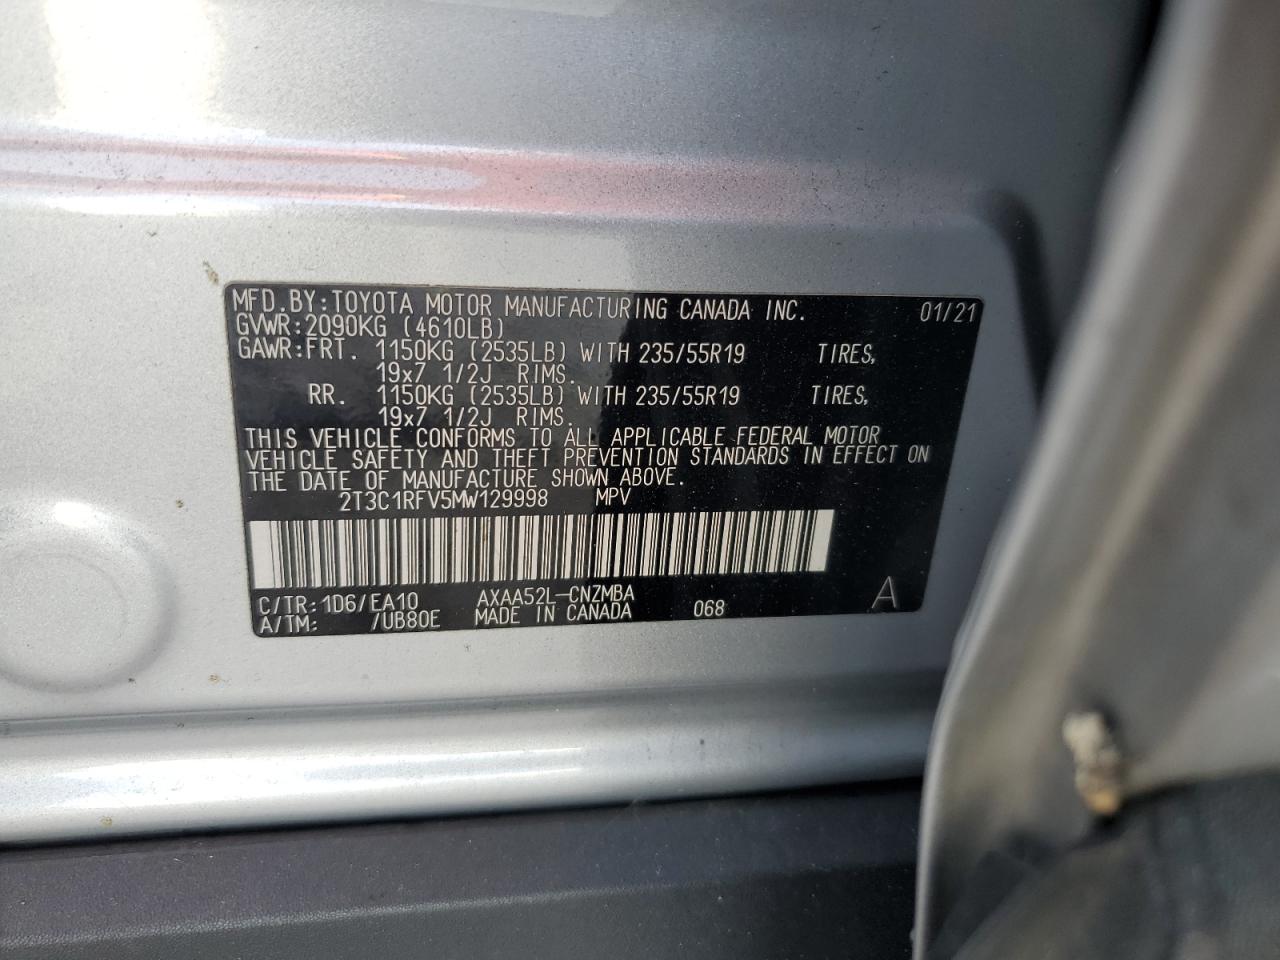 MFD.BY:TOYOTA MOTOR MANUFACTURING CANADA INC. 01/21
GVWR:2090KG (4610LB)
GAWR:FRT. 1150KG (2535LB) WITH 235/55R19 TIRES,
19x7 1/2J RIMS.
RR. 1150KG (2535LB) WITH 235/55R19 TIRES,
19x7 1/2J RIMS.
THIS VEHICLE CONFORMS TO ALL APPLICABLE FEDERAL MOTOR
VEHICLE SAFETY AND THEFT PREVENTION STANDARDS IN EFFECT ON
THE DATE OF MANUFACTURE SHOWN ABOVE.
2T3C1RFV5MW129998 MPV
C/TR:1D6/EA10 AXAA52L-CNZMBA
A/TM: /UB80E MADE IN CANADA 068 A